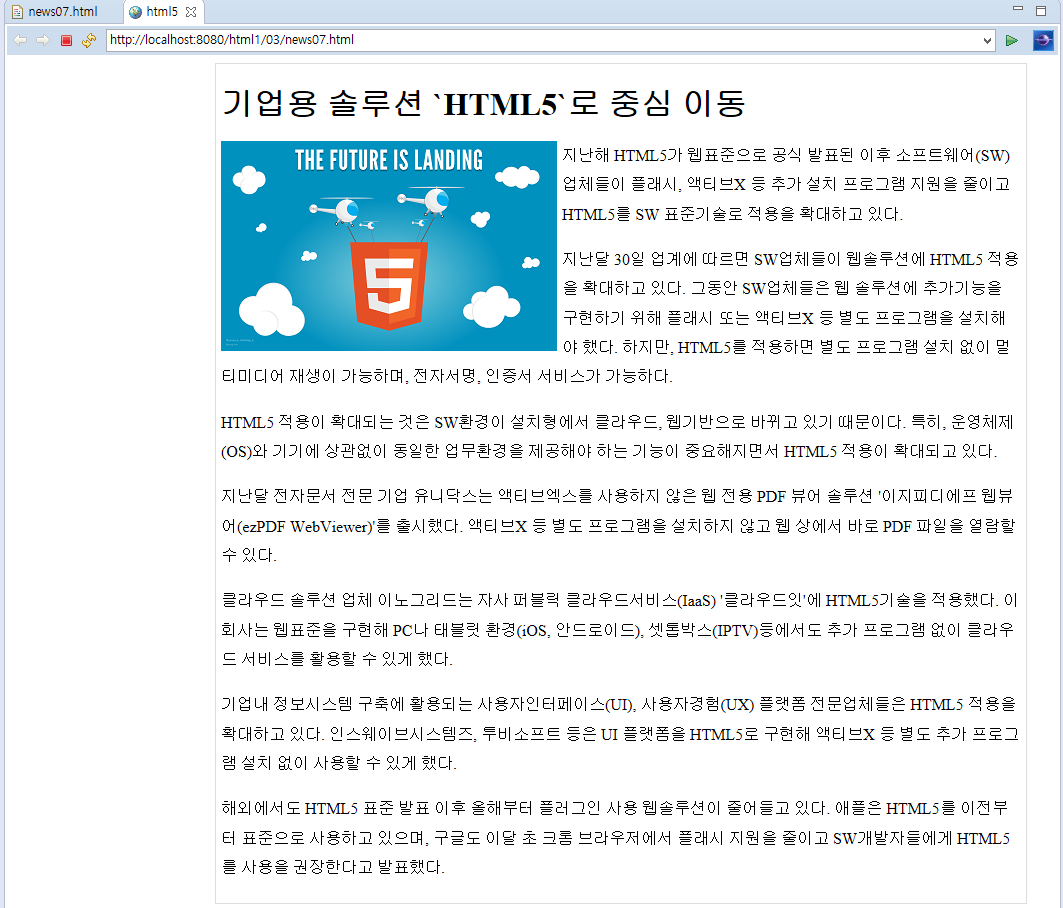 news07.html
html5
http://localhost:8080/html1/03/news07.html
기업용 솔루션 `HTML5`로 중심 이동
THE FUTURE IS LANDING
5
지난해 HTML5가 웹표준으로 공식 발표된 이후 소프트웨어(SW)
업체들이 플래시, 액티브X 등 추가 설치 프로그램 지원을 줄이고
HTML5를 SW 표준기술로 적용을 확대하고 있다.
지난달 30일 업계에 따르면 SW업체들이 웹솔루션에 HTML5 적용
을 확대하고 있다. 그동안 SW업체들은 웹 솔루션에 추가기능을
구현하기 위해 플래시 또는 액티브X 등 별도 프로그램을 설치해
야 했다. 하지만, HTML5를 적용하면 별도 프로그램 설치 없이 멀
티미디어 재생이 가능하며, 전자서명, 인증서 서비스가 가능하다.
HTML5 적용이 확대되는 것은 SW환경이 설치형에서 클라우드, 웹기반으로 바뀌고 있기 때문이다. 특히, 운영체제
(OS)와 기기에 상관없이 동일한 업무환경을 제공해야 하는 기능이 중요해지면서 HTML5 적용이 확대되고 있다.
지난달 전자문서 전문 기업 유니닥스는 액티브엑스를 사용하지 않은 웹 전용 PDF 뷰어 솔루션 '이지피디에프 웹뷰
어(ezPDF WebViewer)'를 출시했다. 액티브X 등 별도 프로그램을 설치하지 않고 웹 상에서 바로 PDF 파일을 열람할
수 있다.
클라우드 솔루션 업체 이노그리드는 자사 퍼블릭 클라우드서비스(IaaS) '클라우드잇'에 HTML5기술을 적용했다. 이
회사는 웹표준을 구현해 PC나 태블릿 환경(iOS, 안드로이드), 셋톱박스(IPTV)등에서도 추가 프로그램 없이 클라우
드 서비스를 활용할 수 있게 했다.
기업내 정보시스템 구축에 활용되는 사용자인터페이스(UI), 사용자경험(UX) 플랫폼 전문업체들은 HTML5 적용을
확대하고 있다. 인스웨이브시스템즈, 투비소프트 등은 UI 플랫폼을 HTML5로 구현해 액티브X 등 별도 추가 프로그
램 설치 없이 사용할 수 있게 했다.
해외에서도 HTML5 표준 발표 이후 올해부터 플러그인 사용 웹솔루션이 줄어들고 있다. 애플은 HTML5를 이전부
터 표준으로 사용하고 있으며, 구글도 이달 초 크롬 브라우저에서 플래시 지원을 줄이고 SW개발자들에게 HTML5
를 사용을 권장한다고 발표했다.